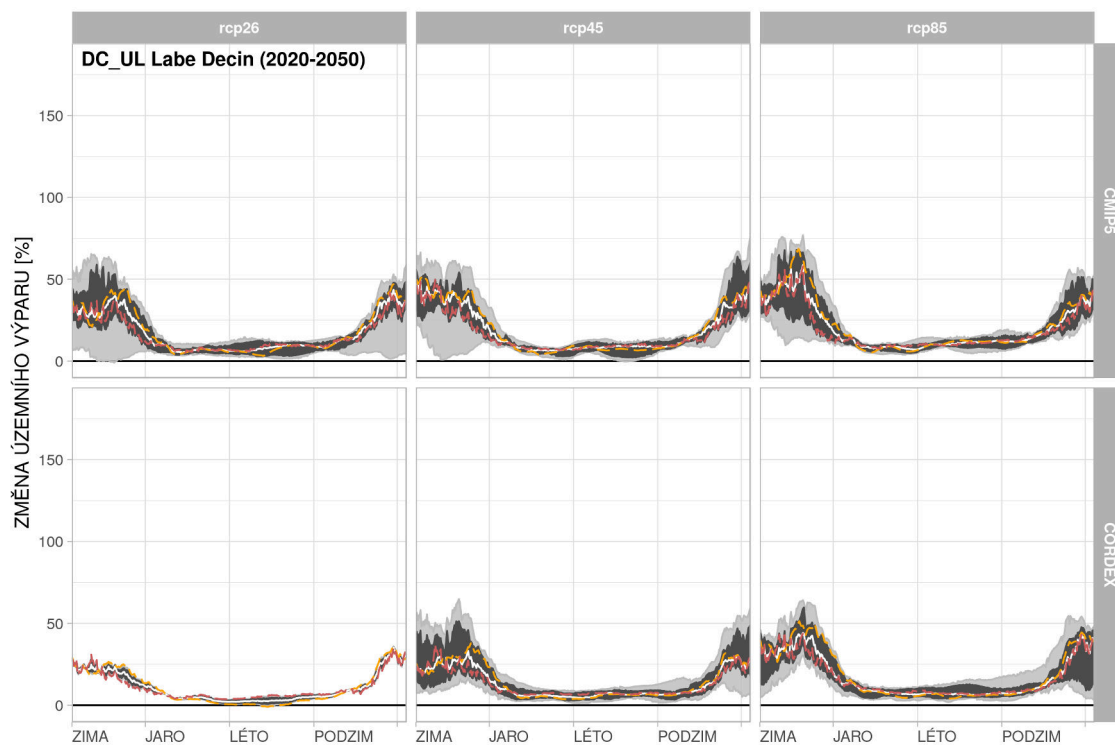 rcp26 rcp45 rcp85
DC_UL Labe Decin (2020-2050)
150
100
50
0
CMIP5
ZMĚNA ÚZEMNÍHO VÝPARU [%]
150
100
50
0
CORDEX
ZIMA JARO LÉTO PODZIM ZIMA JARO LÉTO PODZIM ZIMA JARO LÉTO PODZIM